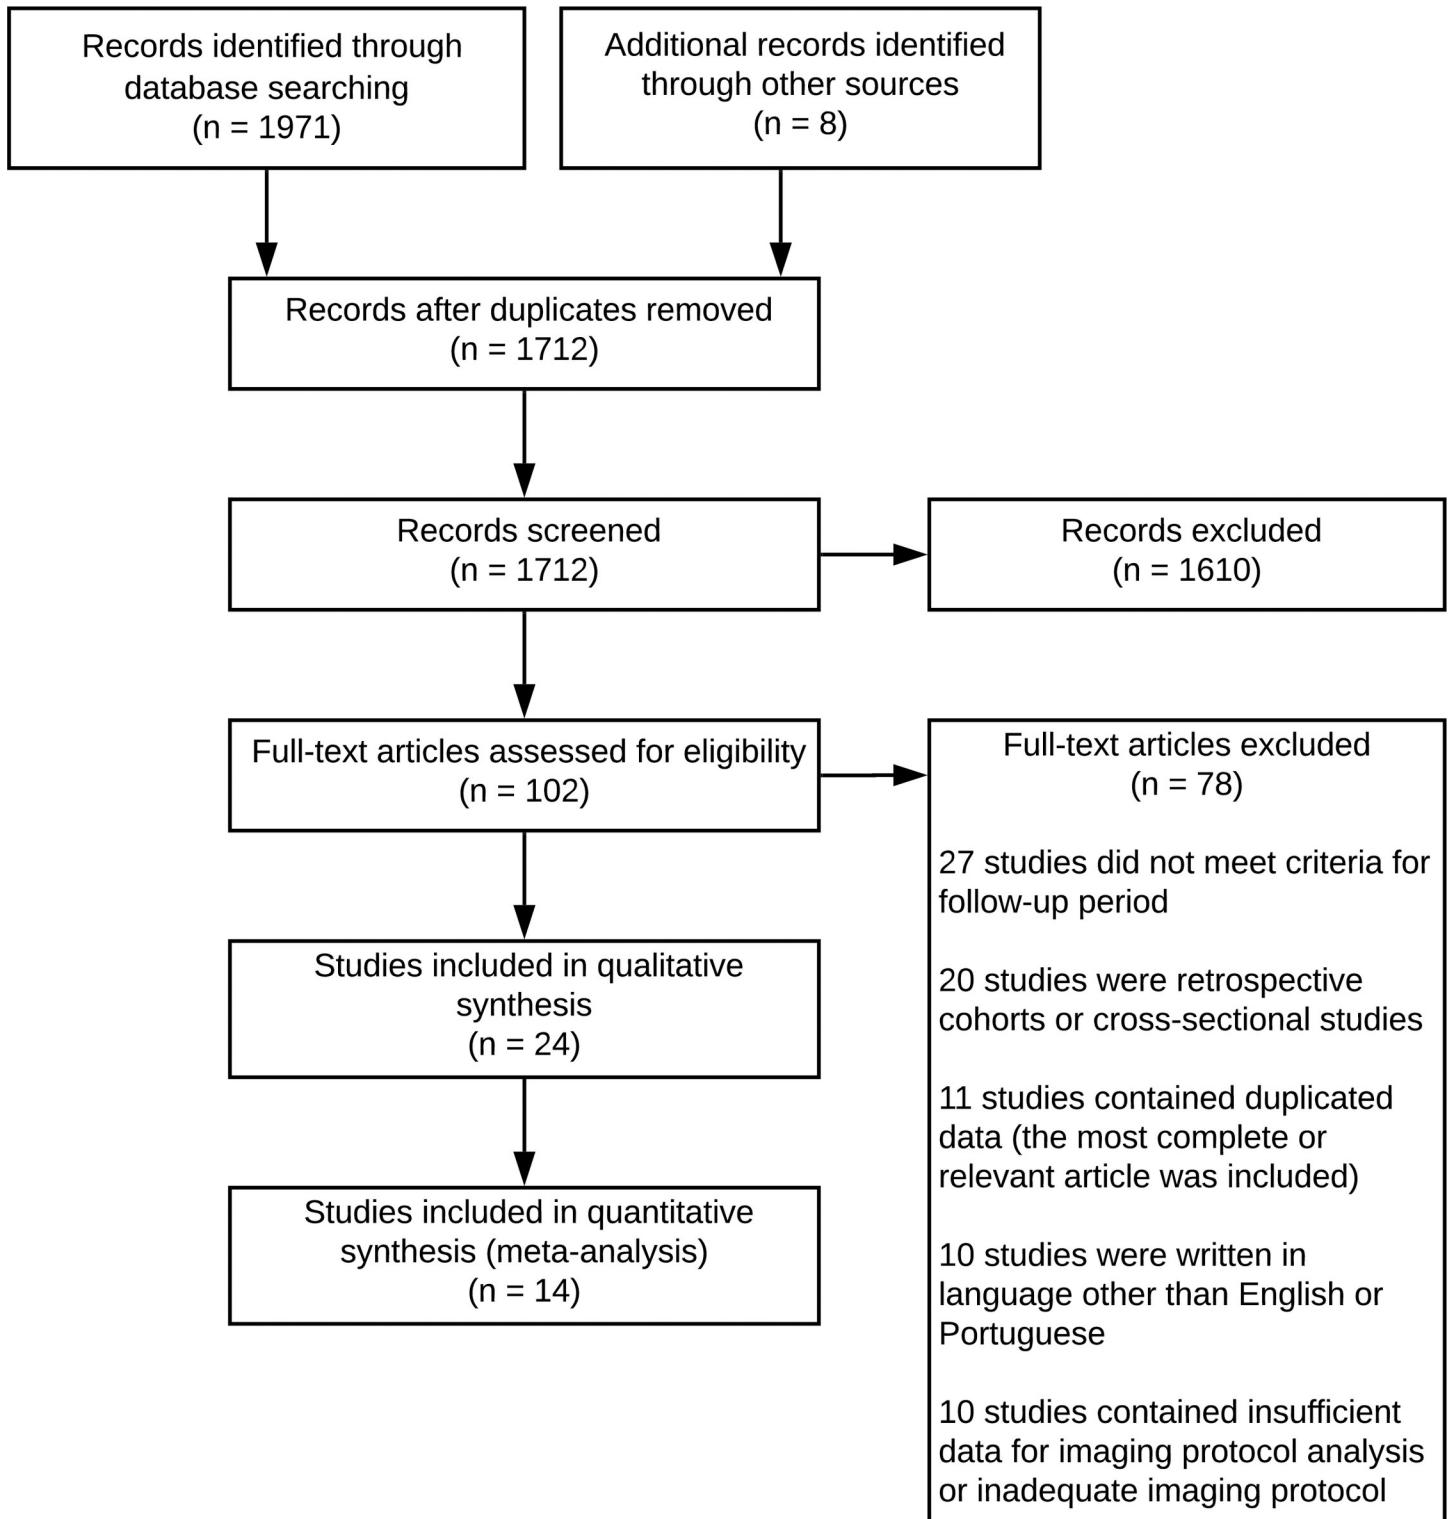 Records identified through
database searching
(n = 1971)
Additional records identified
through other sources
(n = 8)
Records after duplicates removed
(n = 1712)
Records screened
(n = 1712)
Records excluded
(n = 1610)
Full-text articles assessed for eligibility
(n = 102)
Full-text articles excluded
(n = 78)
27 studies did not meet criteria for
follow-up period
20 studies were retrospective
cohorts or cross-sectional studies
11 studies contained duplicated
data (the most complete or
relevant article was included)
10 studies were written in
language other than English or
Portuguese
10 studies contained insufficient
data for imaging protocol analysis
or inadequate imaging protocol
Studies included in qualitative
synthesis
(n = 24)
Studies included in quantitative
synthesis (meta-analysis)
(n = 14)